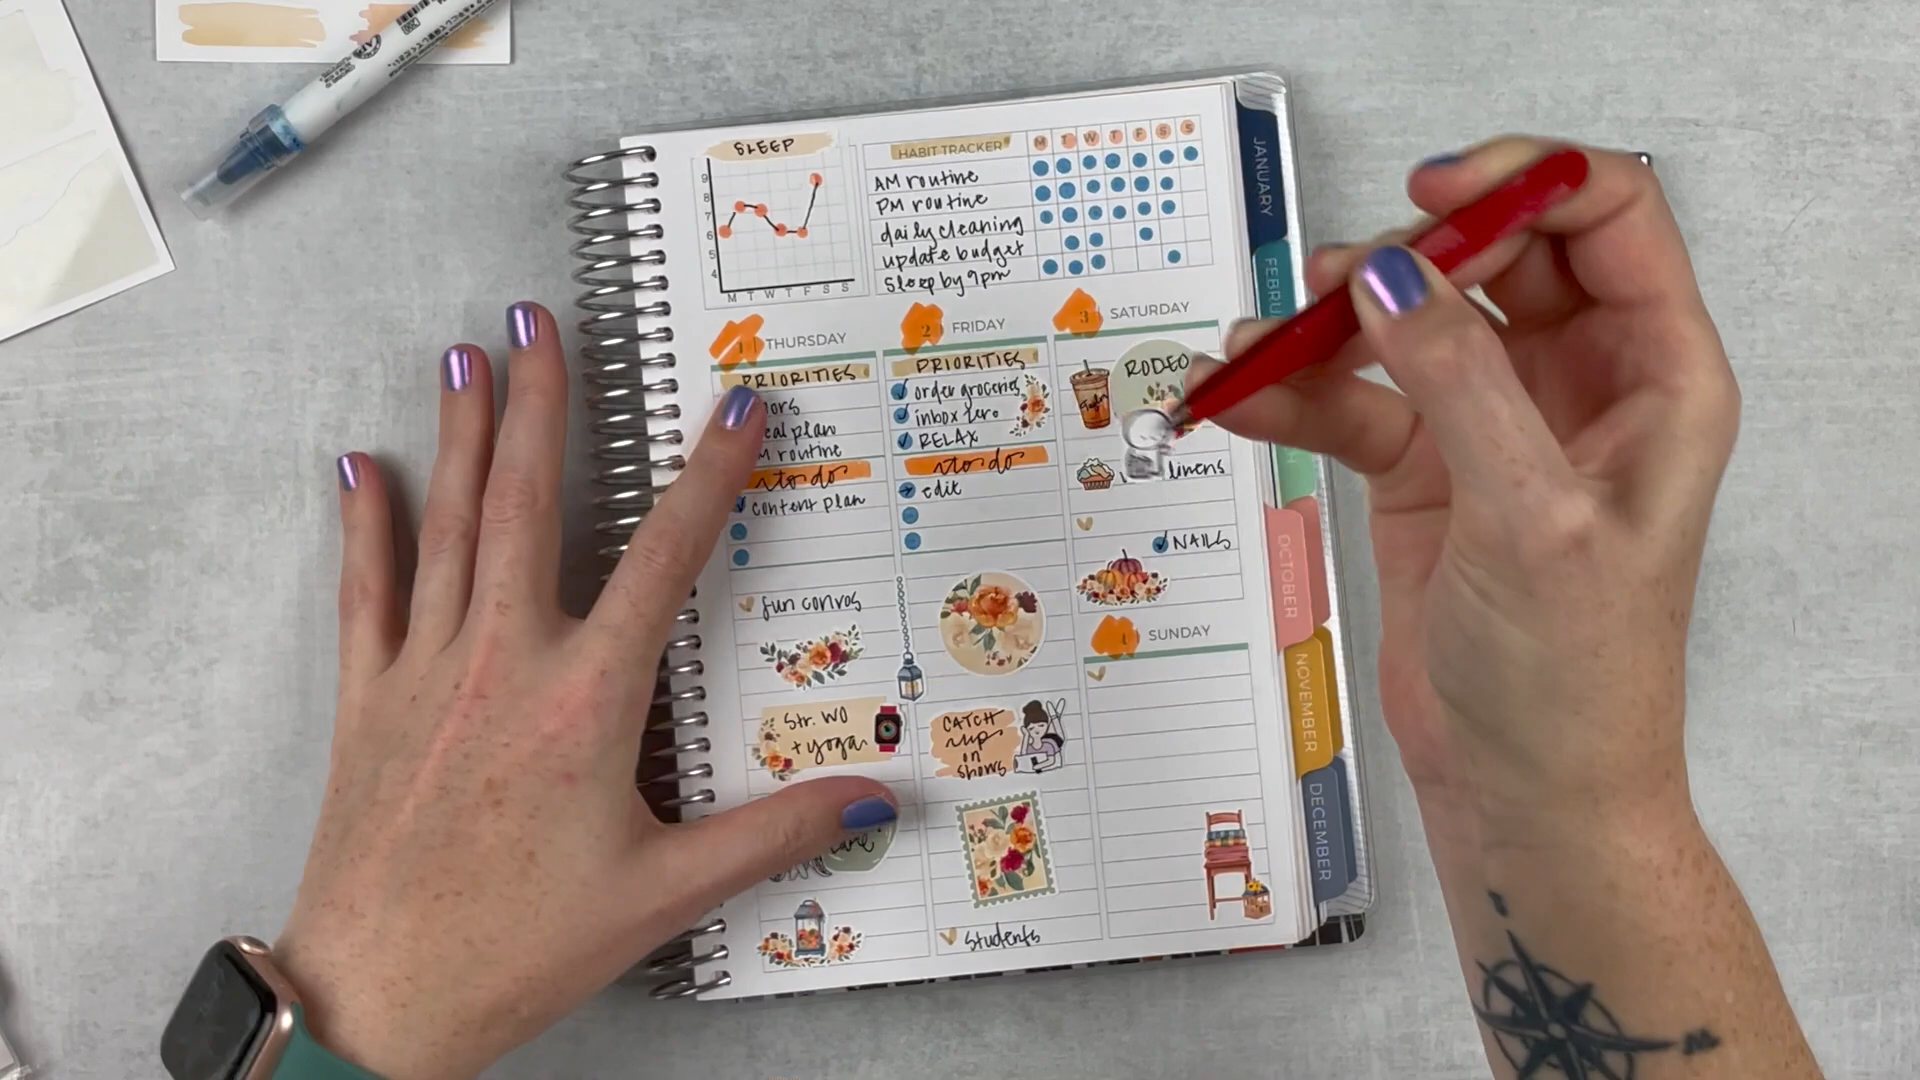 SLEEP
9
8
7
6
5
4
M T W T F S S
HABIT TRACKER
M T W T F S S
AM routine
PM routine
daily cleaning
update budget
sleep by 9pm
1 THURSDAY
PRIORITIES
routine
to do
content plan
fun convos
Str. WO
+ yoga
2 FRIDAY
PRIORITIES
order groceries
inbox zero
RELAX
to do
edit
CATCH
up
on
shows
students
3 SATURDAY
RODEO
linens
NAILS
4 SUNDAY
JANUARY
OCTOBER
NOVEMBER
DECEMBER